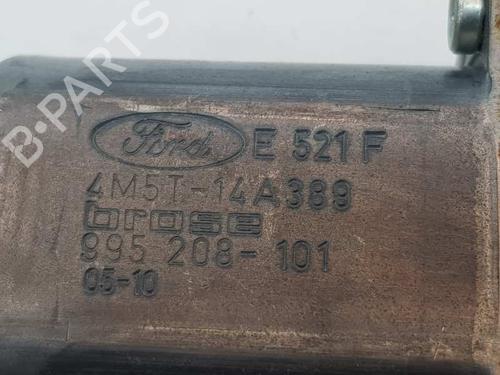 Ford E 521 F
4M5T-14A389
brose
995 208-101
05-10
B-PARTS